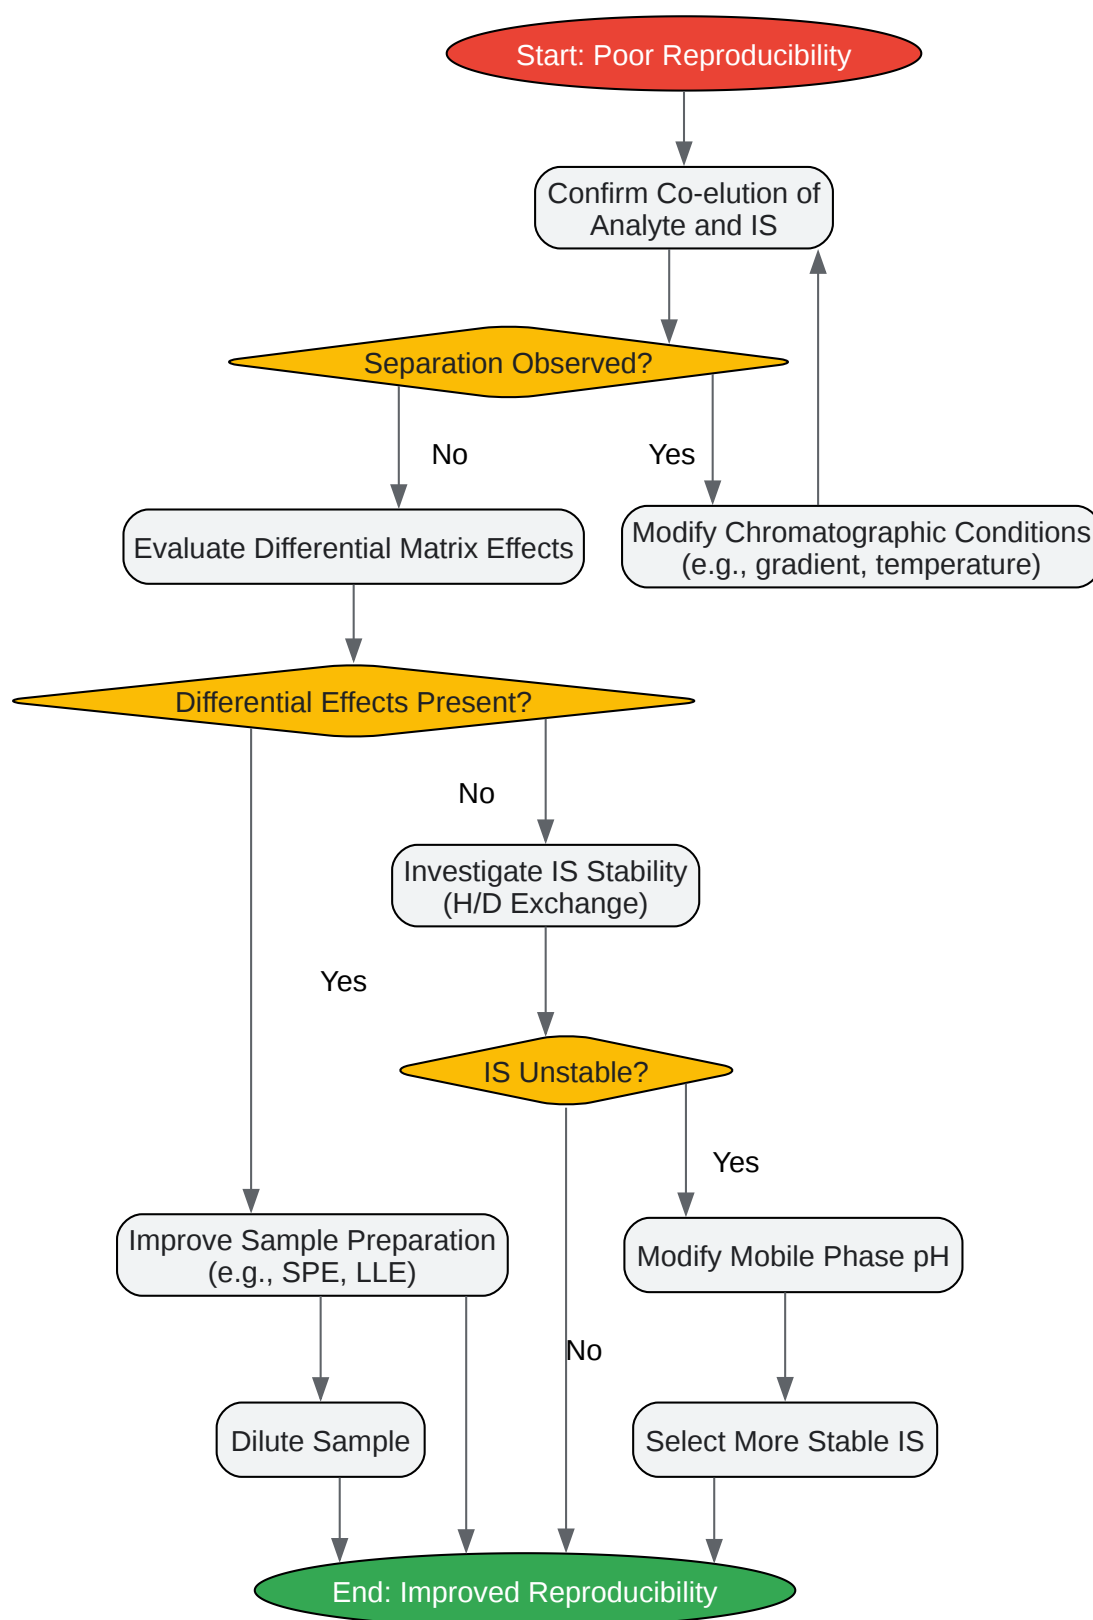 Start: Poor Reproducibility
Confirm Co-elution of
Analyte and IS
Separation Observed?
No
Yes
Evaluate Differential Matrix Effects
Modify Chromatographic Conditions
(e.g., gradient, temperature)
Differential Effects Present?
No
Investigate IS Stability
(H/D Exchange)
Yes
IS Unstable?
Yes
Improve Sample Preparation
(e.g., SPE, LLE)
Modify Mobile Phase pH
No
Dilute Sample
Select More Stable IS
End: Improved Reproducibility